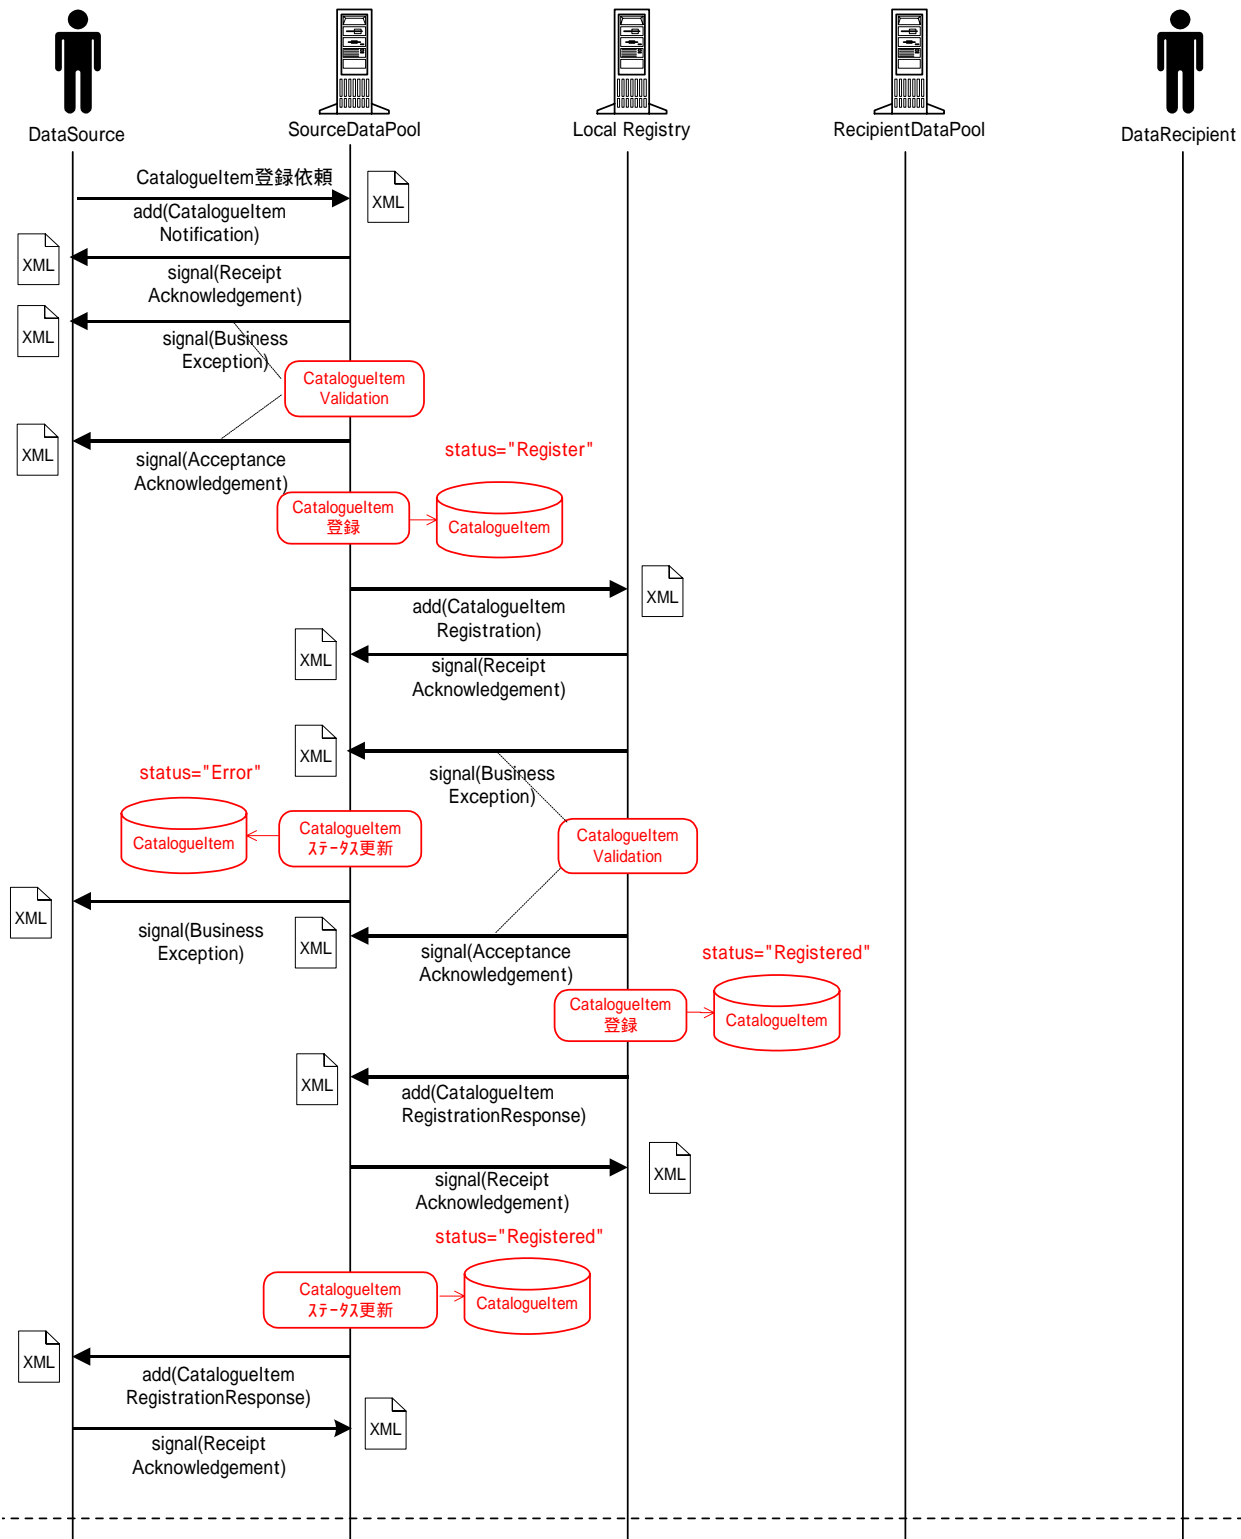 DataSource
SourceDataPool
Local Registry
RecipientDataPool
DataRecipient
CatalogueItem登録依頼
XML
add(CatalogueItem
Notification)
XML
signal(Receipt
Acknowledgement)
XML
signal(Business
Exception)
CatalogueItem
Validation
XML
signal(Acceptance
Acknowledgement)
status="Register"
CatalogueItem
登録
CatalogueItem
XML
add(CatalogueItem
Registration)
XML
signal(Receipt
Acknowledgement)
XML
signal(Business
Exception)
status="Error"
CatalogueItem
CatalogueItem
ｽﾃｰﾀｽ更新
CatalogueItem
Validation
XML
signal(Business
Exception)
XML
signal(Acceptance
Acknowledgement)
status="Registered"
CatalogueItem
登録
CatalogueItem
XML
add(CatalogueItem
RegistrationResponse)
XML
signal(Receipt
Acknowledgement)
status="Registered"
CatalogueItem
ｽﾃｰﾀｽ更新
CatalogueItem
XML
add(CatalogueItem
RegistrationResponse)
XML
signal(Receipt
Acknowledgement)